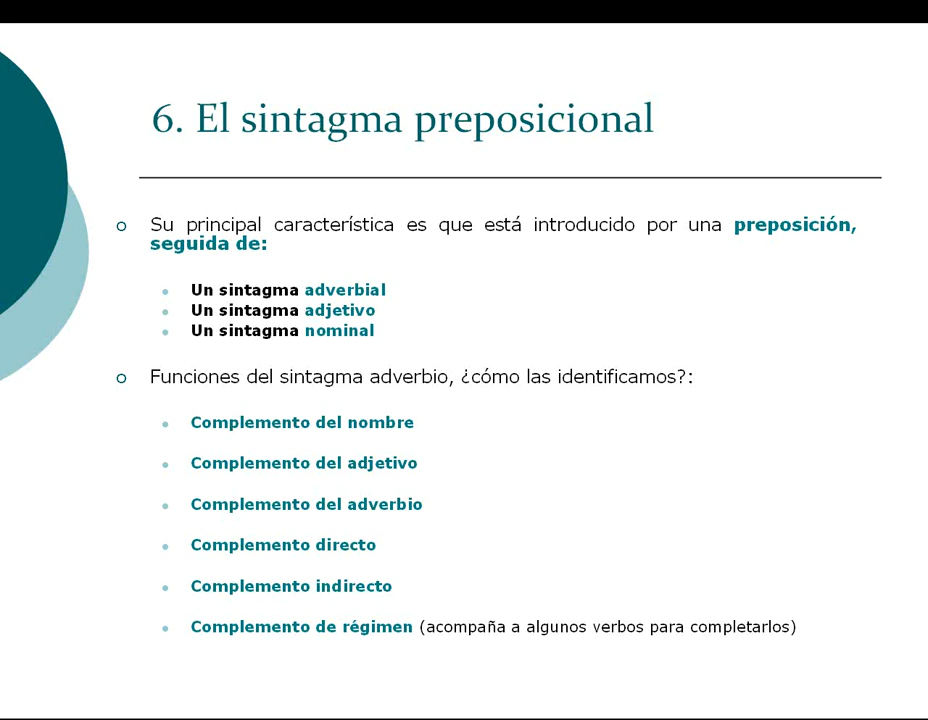 6. El sintagma preposicional
Su principal característica es que está introducido por una preposición,
seguida de:
Un sintagma adverbial
Un sintagma adjetivo
Un sintagma nominal
Funciones del sintagma adverbio, ¿cómo las identificamos?:
Complemento del nombre
Complemento del adjetivo
Complemento del adverbio
Complemento directo
Complemento indirecto
Complemento de régimen (acompaña a algunos verbos para completarlos)